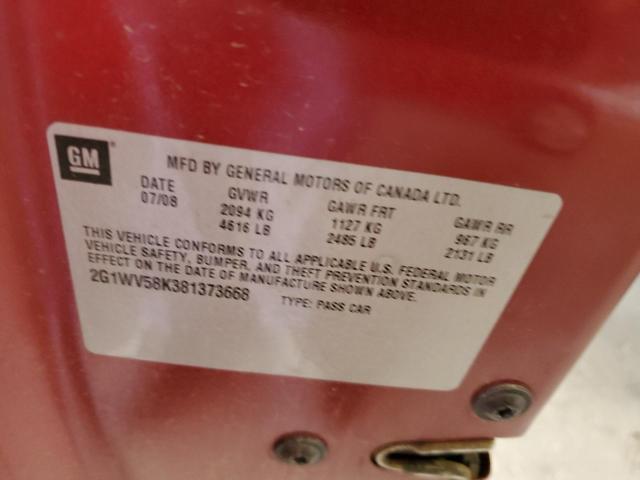 GM
MFD BY GENERAL MOTORS OF CANADA LTD.
DATE GVWR GAWR FRT GAWR RR
07/08 2094 KG 1127 KG 967 KG
4616 LB 2485 LB 2131 LB
THIS VEHICLE CONFORMS TO ALL APPLICABLE U.S. FEDERAL MOTOR
VEHICLE SAFETY, BUMPER, AND THEFT PREVENTION STANDARDS IN
EFFECT ON THE DATE OF MANUFACTURE SHOWN ABOVE.
2G1WV58K381373668 TYPE: PASS CAR